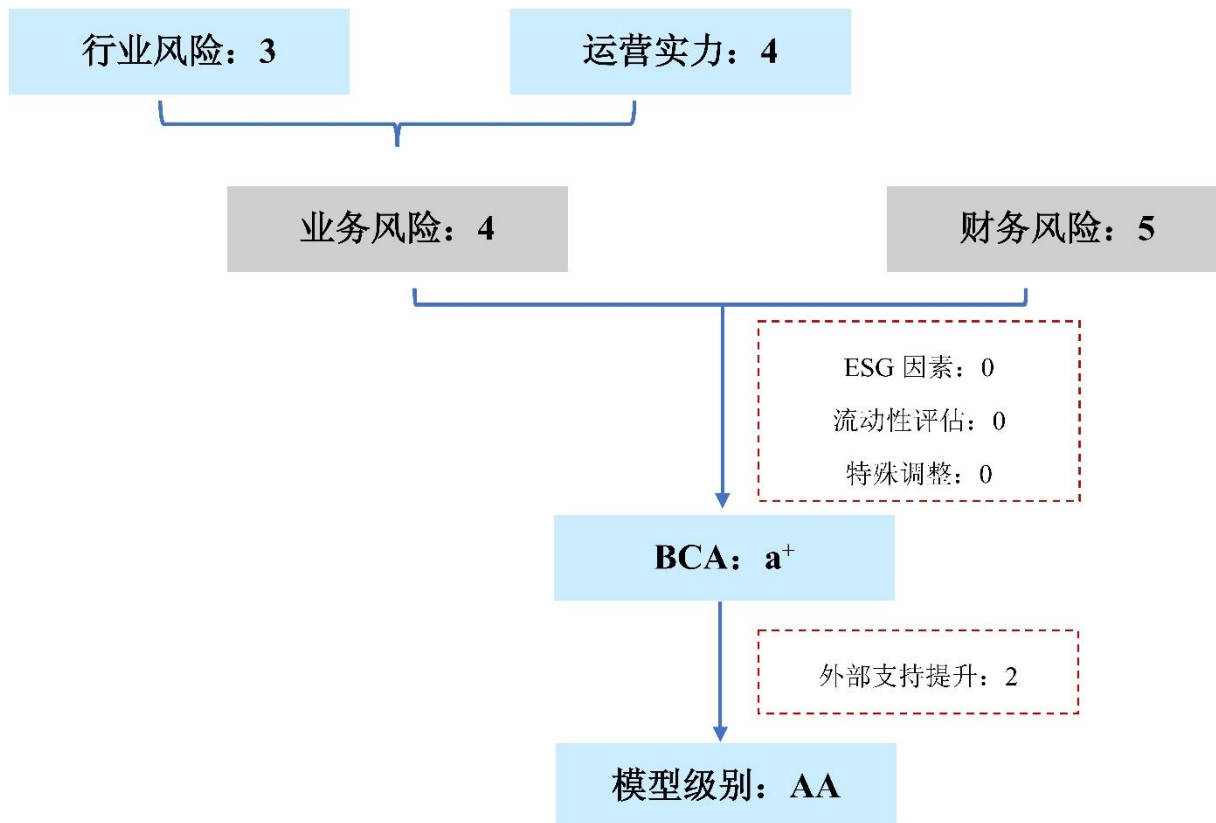 行业风险：3
运营实力：4
业务风险：4
财务风险：5
ESG 因素：0
流动性评估：0
特殊调整：0
BCA：a⁺
外部支持提升：2
模型级别：AA